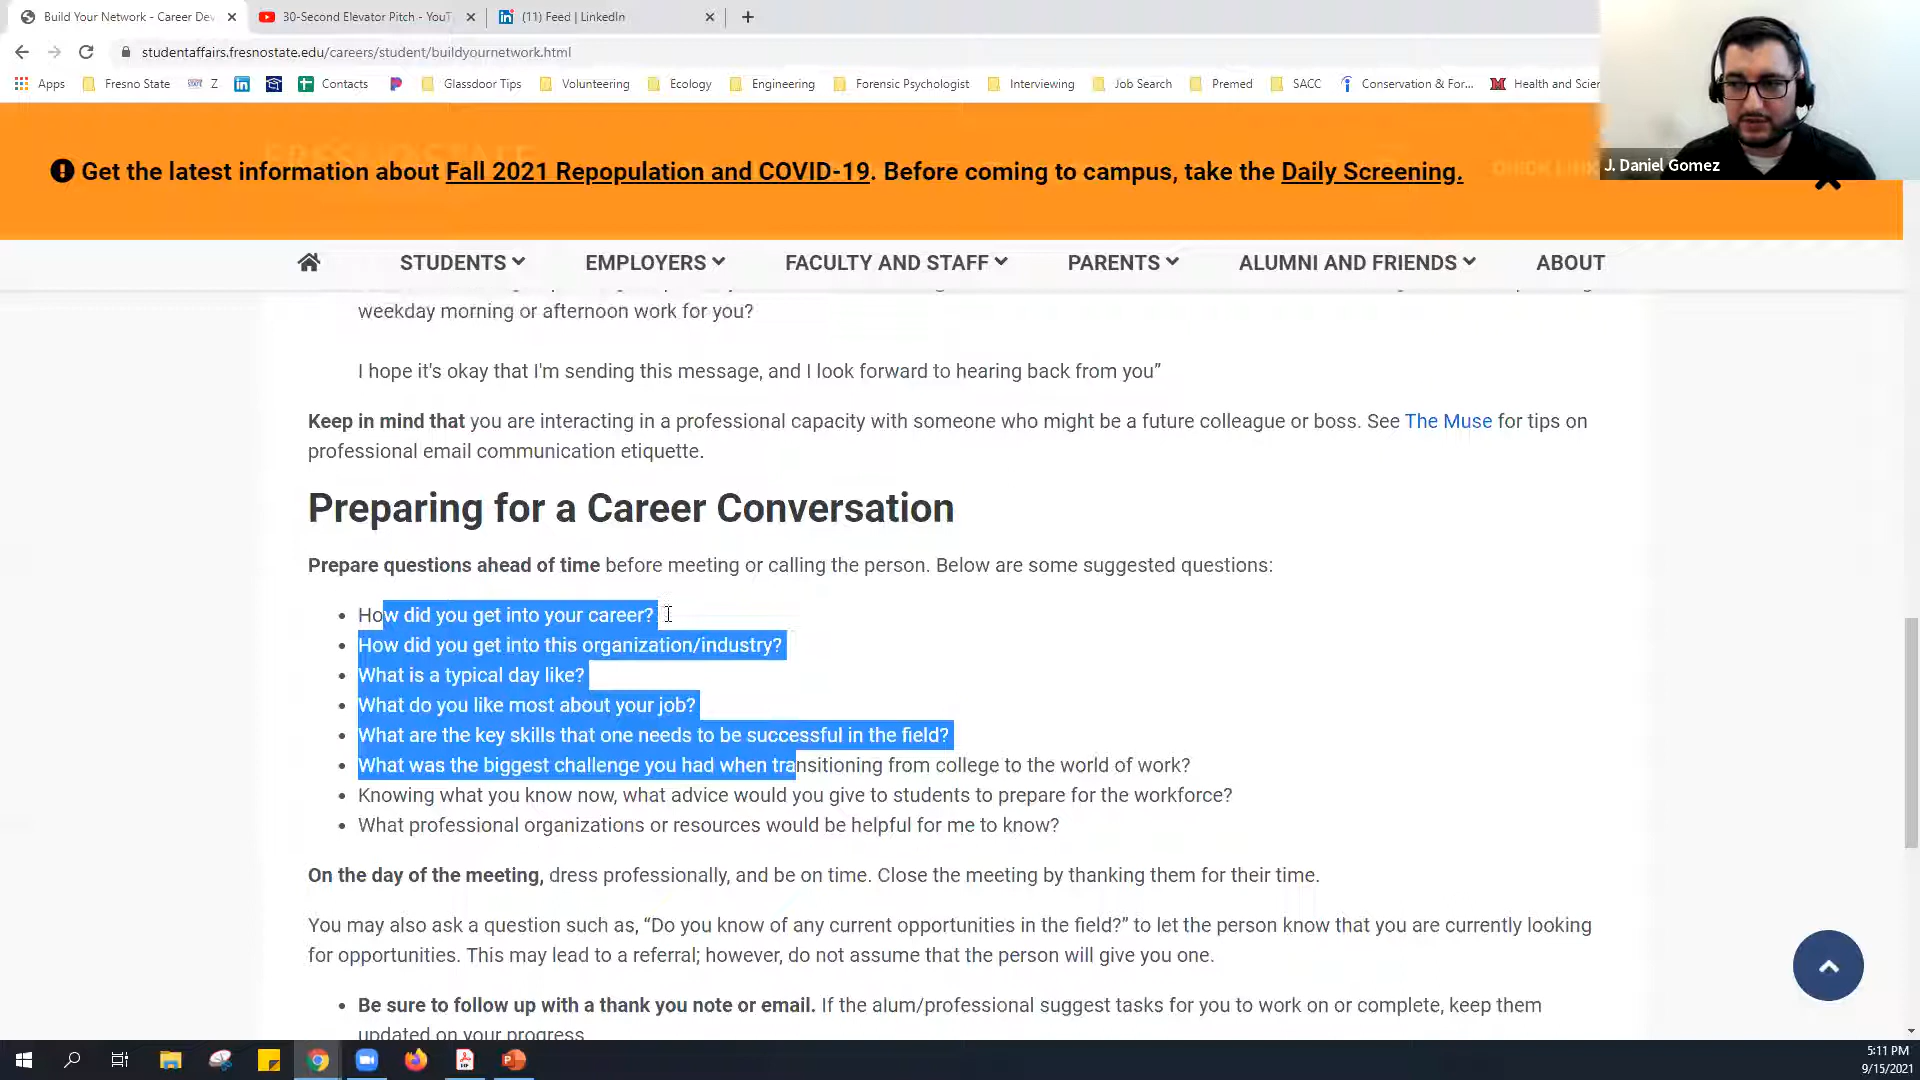 Build Your Network - Career De
30-Second Elevator Pitch - YouT
(11) Feed | LinkedIn
studentaffairs.fresnostate.edu/careers/student/buildyournetwork.html
Apps
Fresno State
Z
Contacts
Glassdoor Tips
Volunteering
Ecology
Engineering
Forensic Psychologist
Interviewing
Job Search
Premed
SACC
Conservation & For...
Health and Scien
J. Daniel Gomez
Get the latest information about Fall 2021 Repopulation and COVID-19. Before coming to campus, take the Daily Screening.
STUDENTS
EMPLOYERS
FACULTY AND STAFF
PARENTS
ALUMNI AND FRIENDS
ABOUT
weekday morning or afternoon work for you?
I hope it's okay that I'm sending this message, and I look forward to hearing back from you”
Keep in mind that you are interacting in a professional capacity with someone who might be a future colleague or boss. See The Muse for tips on
professional email communication etiquette.
Preparing for a Career Conversation
Prepare questions ahead of time before meeting or calling the person. Below are some suggested questions:
• How did you get into your career?
• How did you get into this organization/industry?
• What is a typical day like?
• What do you like most about your job?
• What are the key skills that one needs to be successful in the field?
• What was the biggest challenge you had when transitioning from college to the world of work?
• Knowing what you know now, what advice would you give to students to prepare for the workforce?
• What professional organizations or resources would be helpful for me to know?
On the day of the meeting, dress professionally, and be on time. Close the meeting by thanking them for their time.
You may also ask a question such as, “Do you know of any current opportunities in the field?” to let the person know that you are currently looking
for opportunities. This may lead to a referral; however, do not assume that the person will give you one.
• Be sure to follow up with a thank you note or email. If the alum/professional suggest tasks for you to work on or complete, keep them
updated on your progress
5:11 PM
9/15/2021